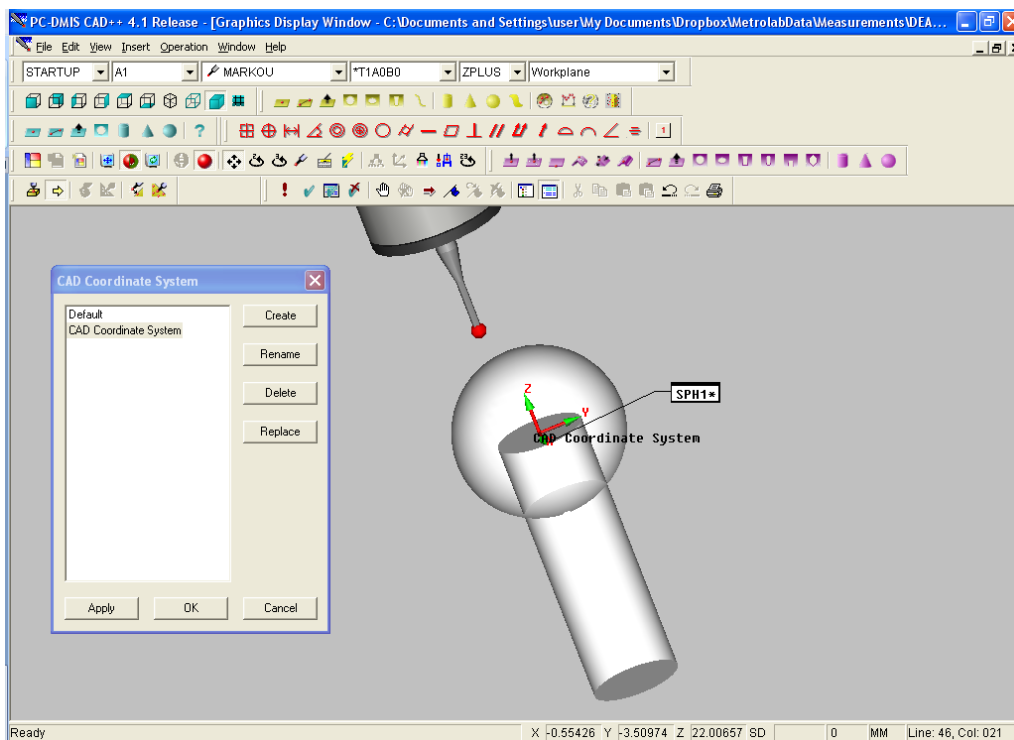 PC-DMIS CAD++ 4.1 Release - [Graphics Display Window - C:\Documents and Settings\user\My Documents\Dropbox\MetrolabData\Measurements\DEA...
File Edit View Insert Operation Window Help
STARTUP A1 MARKOU *T1A0B0 ZPLUS Workplane
?
1
CAD Coordinate System
Default
CAD Coordinate System
Create
Rename
Delete
Replace
Apply OK Cancel
Z
Y
SPH1*
CAD Coordinate System
Ready X -0.55426 Y -3.50974 Z 22.00657 SD 0 MM Line: 46, Col: 021